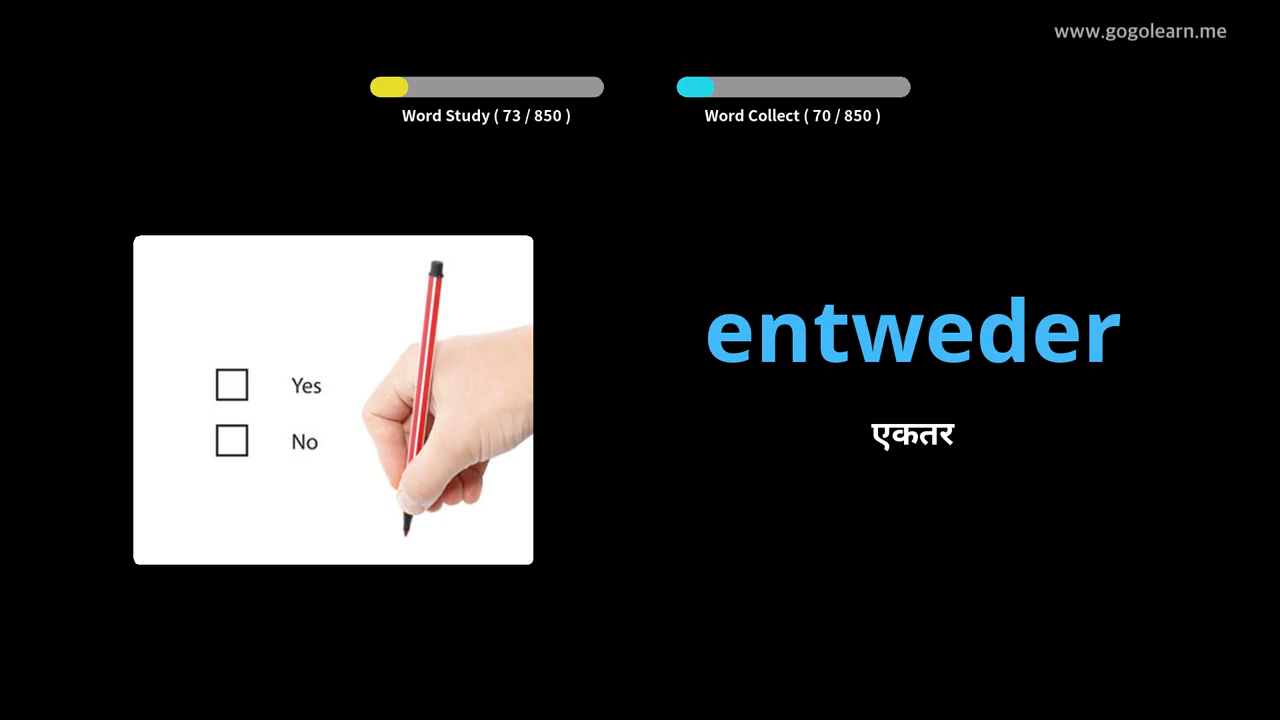 www.gogolearn.me
Word Study ( 73 / 850 )
Word Collect ( 70 / 850 )
Yes
No
entweder
एकतर